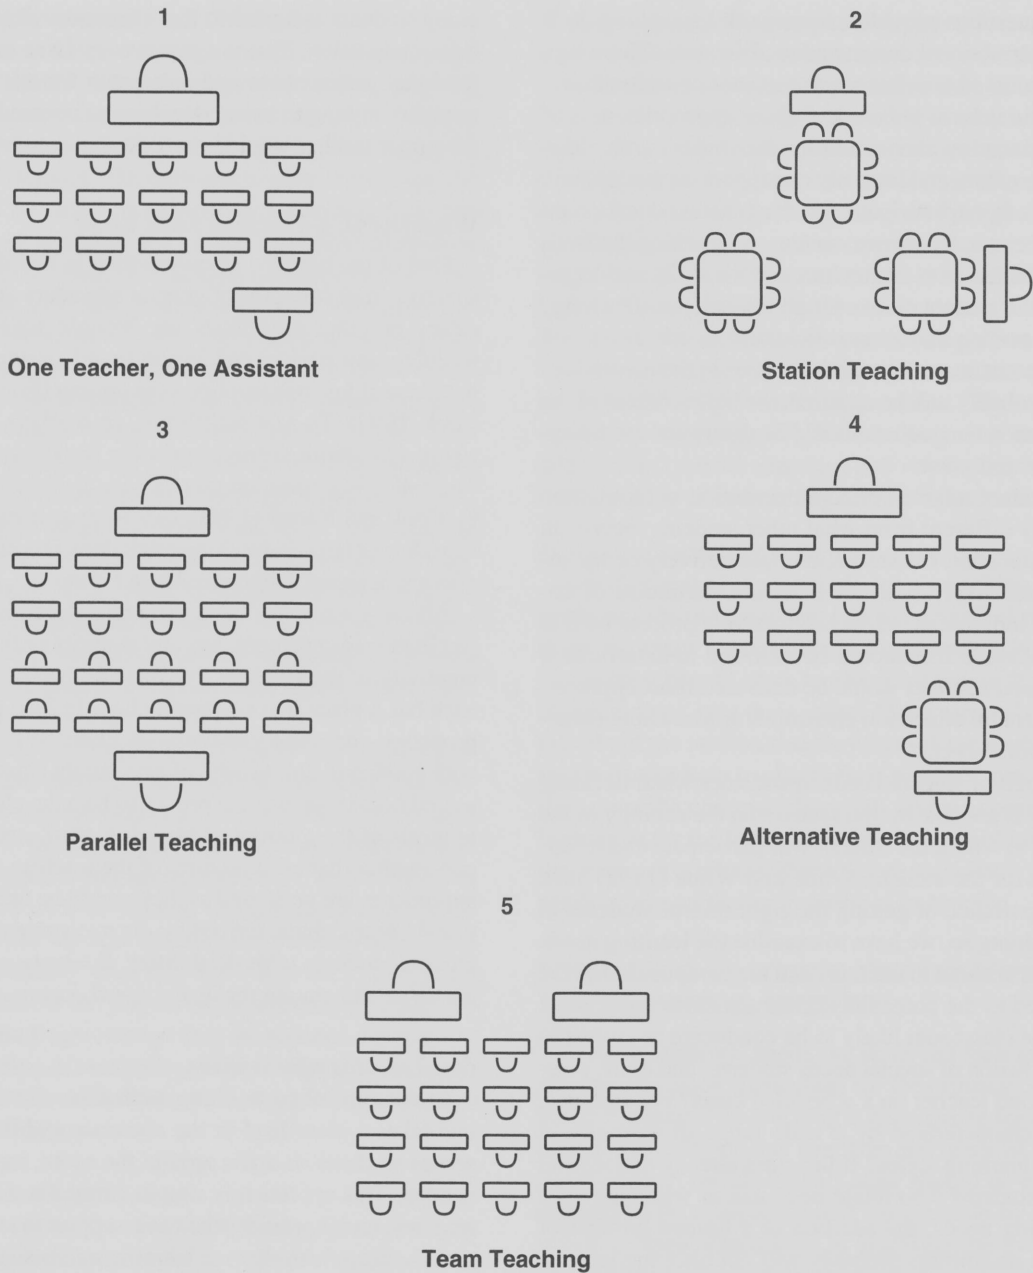 1
2
One Teacher, One Assistant
Station Teaching
3
4
Parallel Teaching
Alternative Teaching
5
Team Teaching